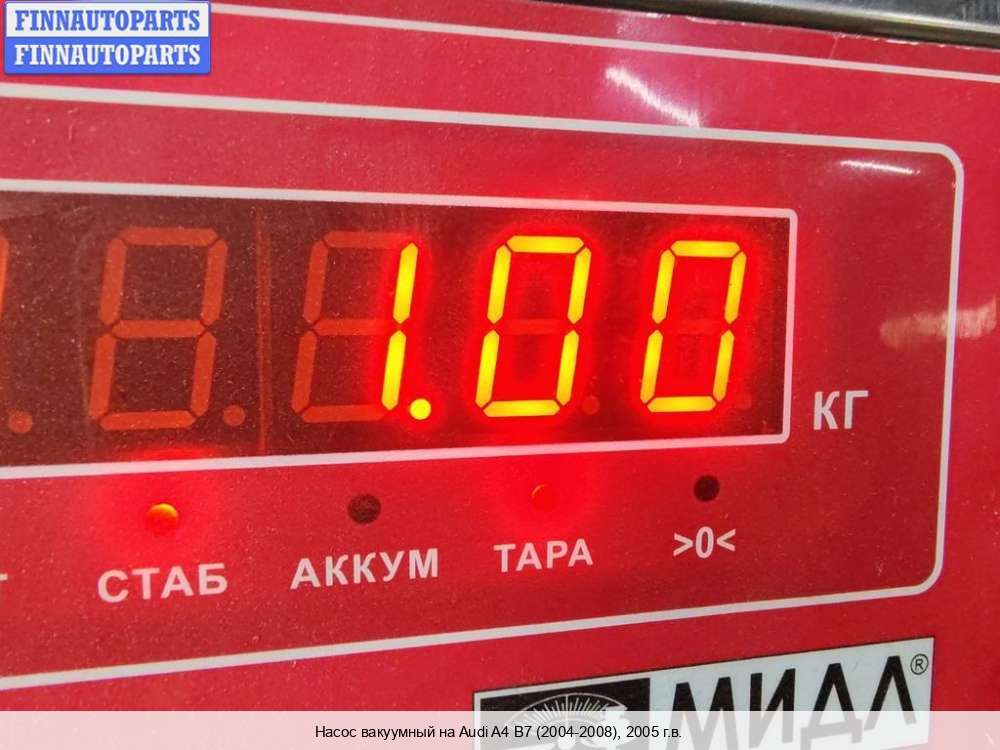 FINNAUTOPARTS
FINNAUTOPARTS
1.00
КГ
СТАБ
АККУМ
ТАРА
>0<
МИДЛ®
Насос вакуумный на Audi A4 B7 (2004-2008), 2005 г.в.